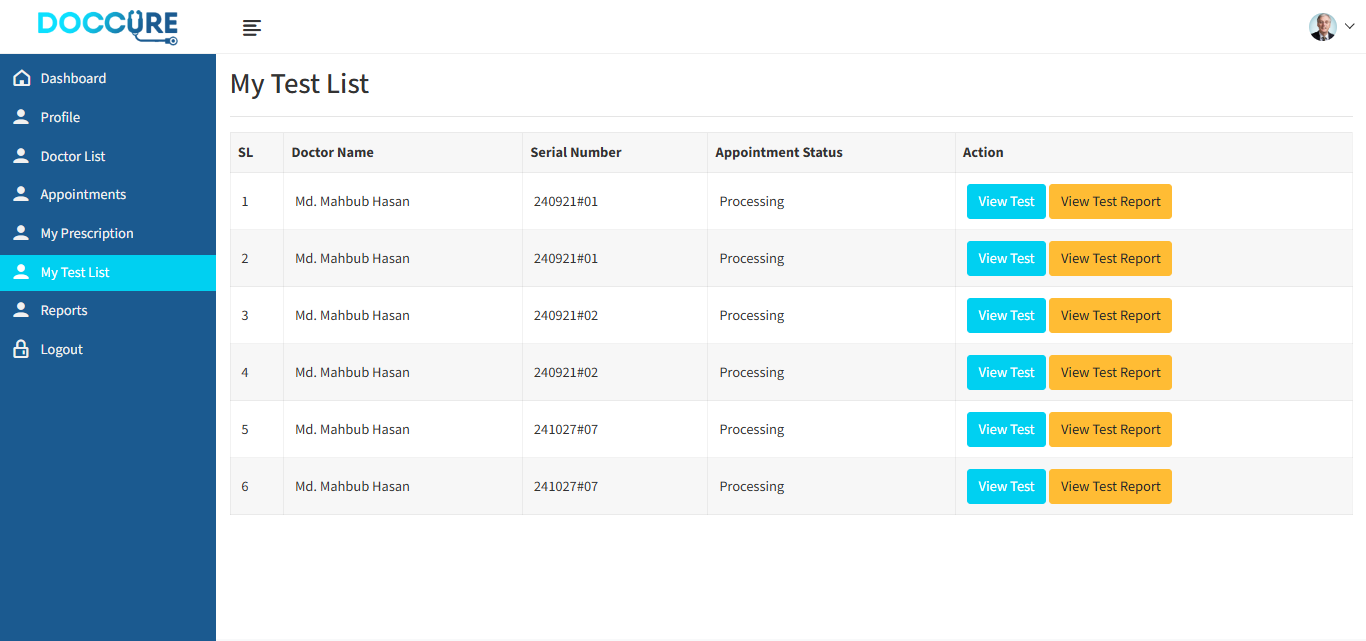 DOCCURE
Dashboard
Profile
Doctor List
Appointments
My Prescription
My Test List
Reports
Logout
My Test List
SL Doctor Name Serial Number Appointment Status Action
1 Md. Mahbub Hasan 240921#01 Processing View Test View Test Report
2 Md. Mahbub Hasan 240921#01 Processing View Test View Test Report
3 Md. Mahbub Hasan 240921#02 Processing View Test View Test Report
4 Md. Mahbub Hasan 240921#02 Processing View Test View Test Report
5 Md. Mahbub Hasan 241027#07 Processing View Test View Test Report
6 Md. Mahbub Hasan 241027#07 Processing View Test View Test Report